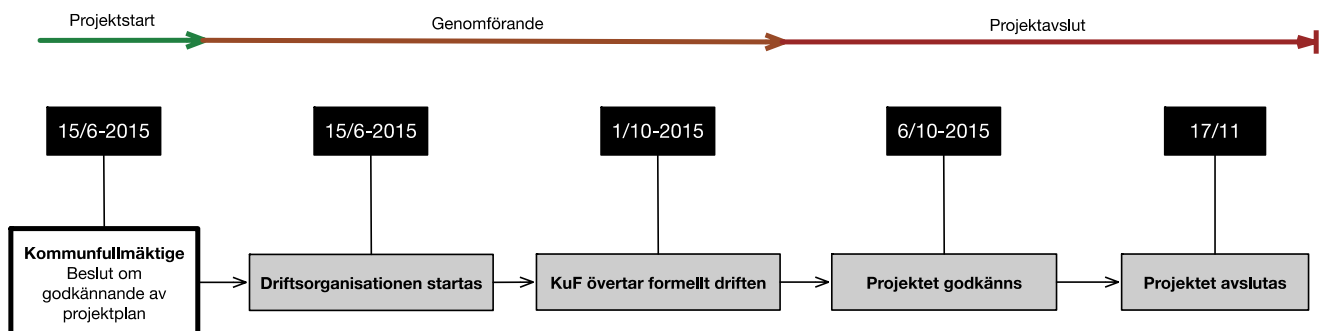 Projektstart
Genomförande
Projektavslut
15/6-2015
15/6-2015
1/10-2015
6/10-2015
17/11
Kommunfullmäktige
Beslut om
godkännande av
projektplan
Driftsorganisationen startas
KuF övertar formellt driften
Projektet godkänns
Projektet avslutas